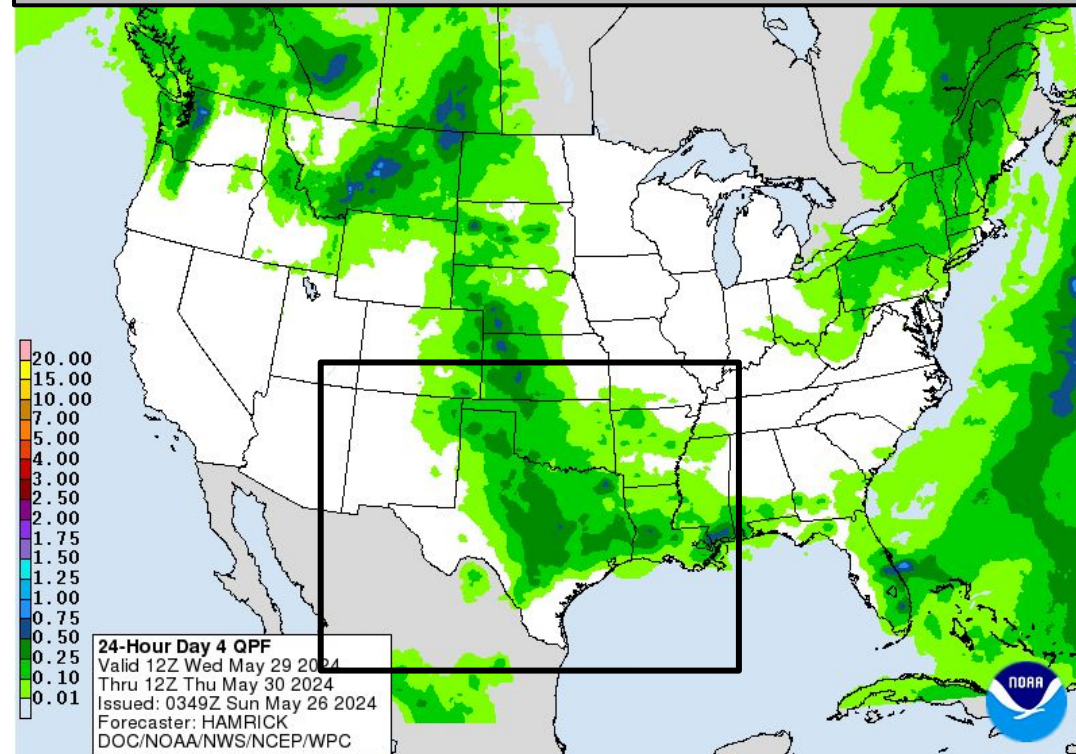 20.00
15.00
10.00
7.00
5.00
4.00
3.00
2.50
2.00
1.75
1.50
1.25
1.00
0.75
0.50
0.25
0.10
0.01
24-Hour Day 4 QPF
Valid 12Z Wed May 29 2024
Thru 12Z Thu May 30 2024
Issued: 0349Z Sun May 26 2024
Forecaster: HAMRICK
DOC/NOAA/NWS/NCEP/WPC
NOAA